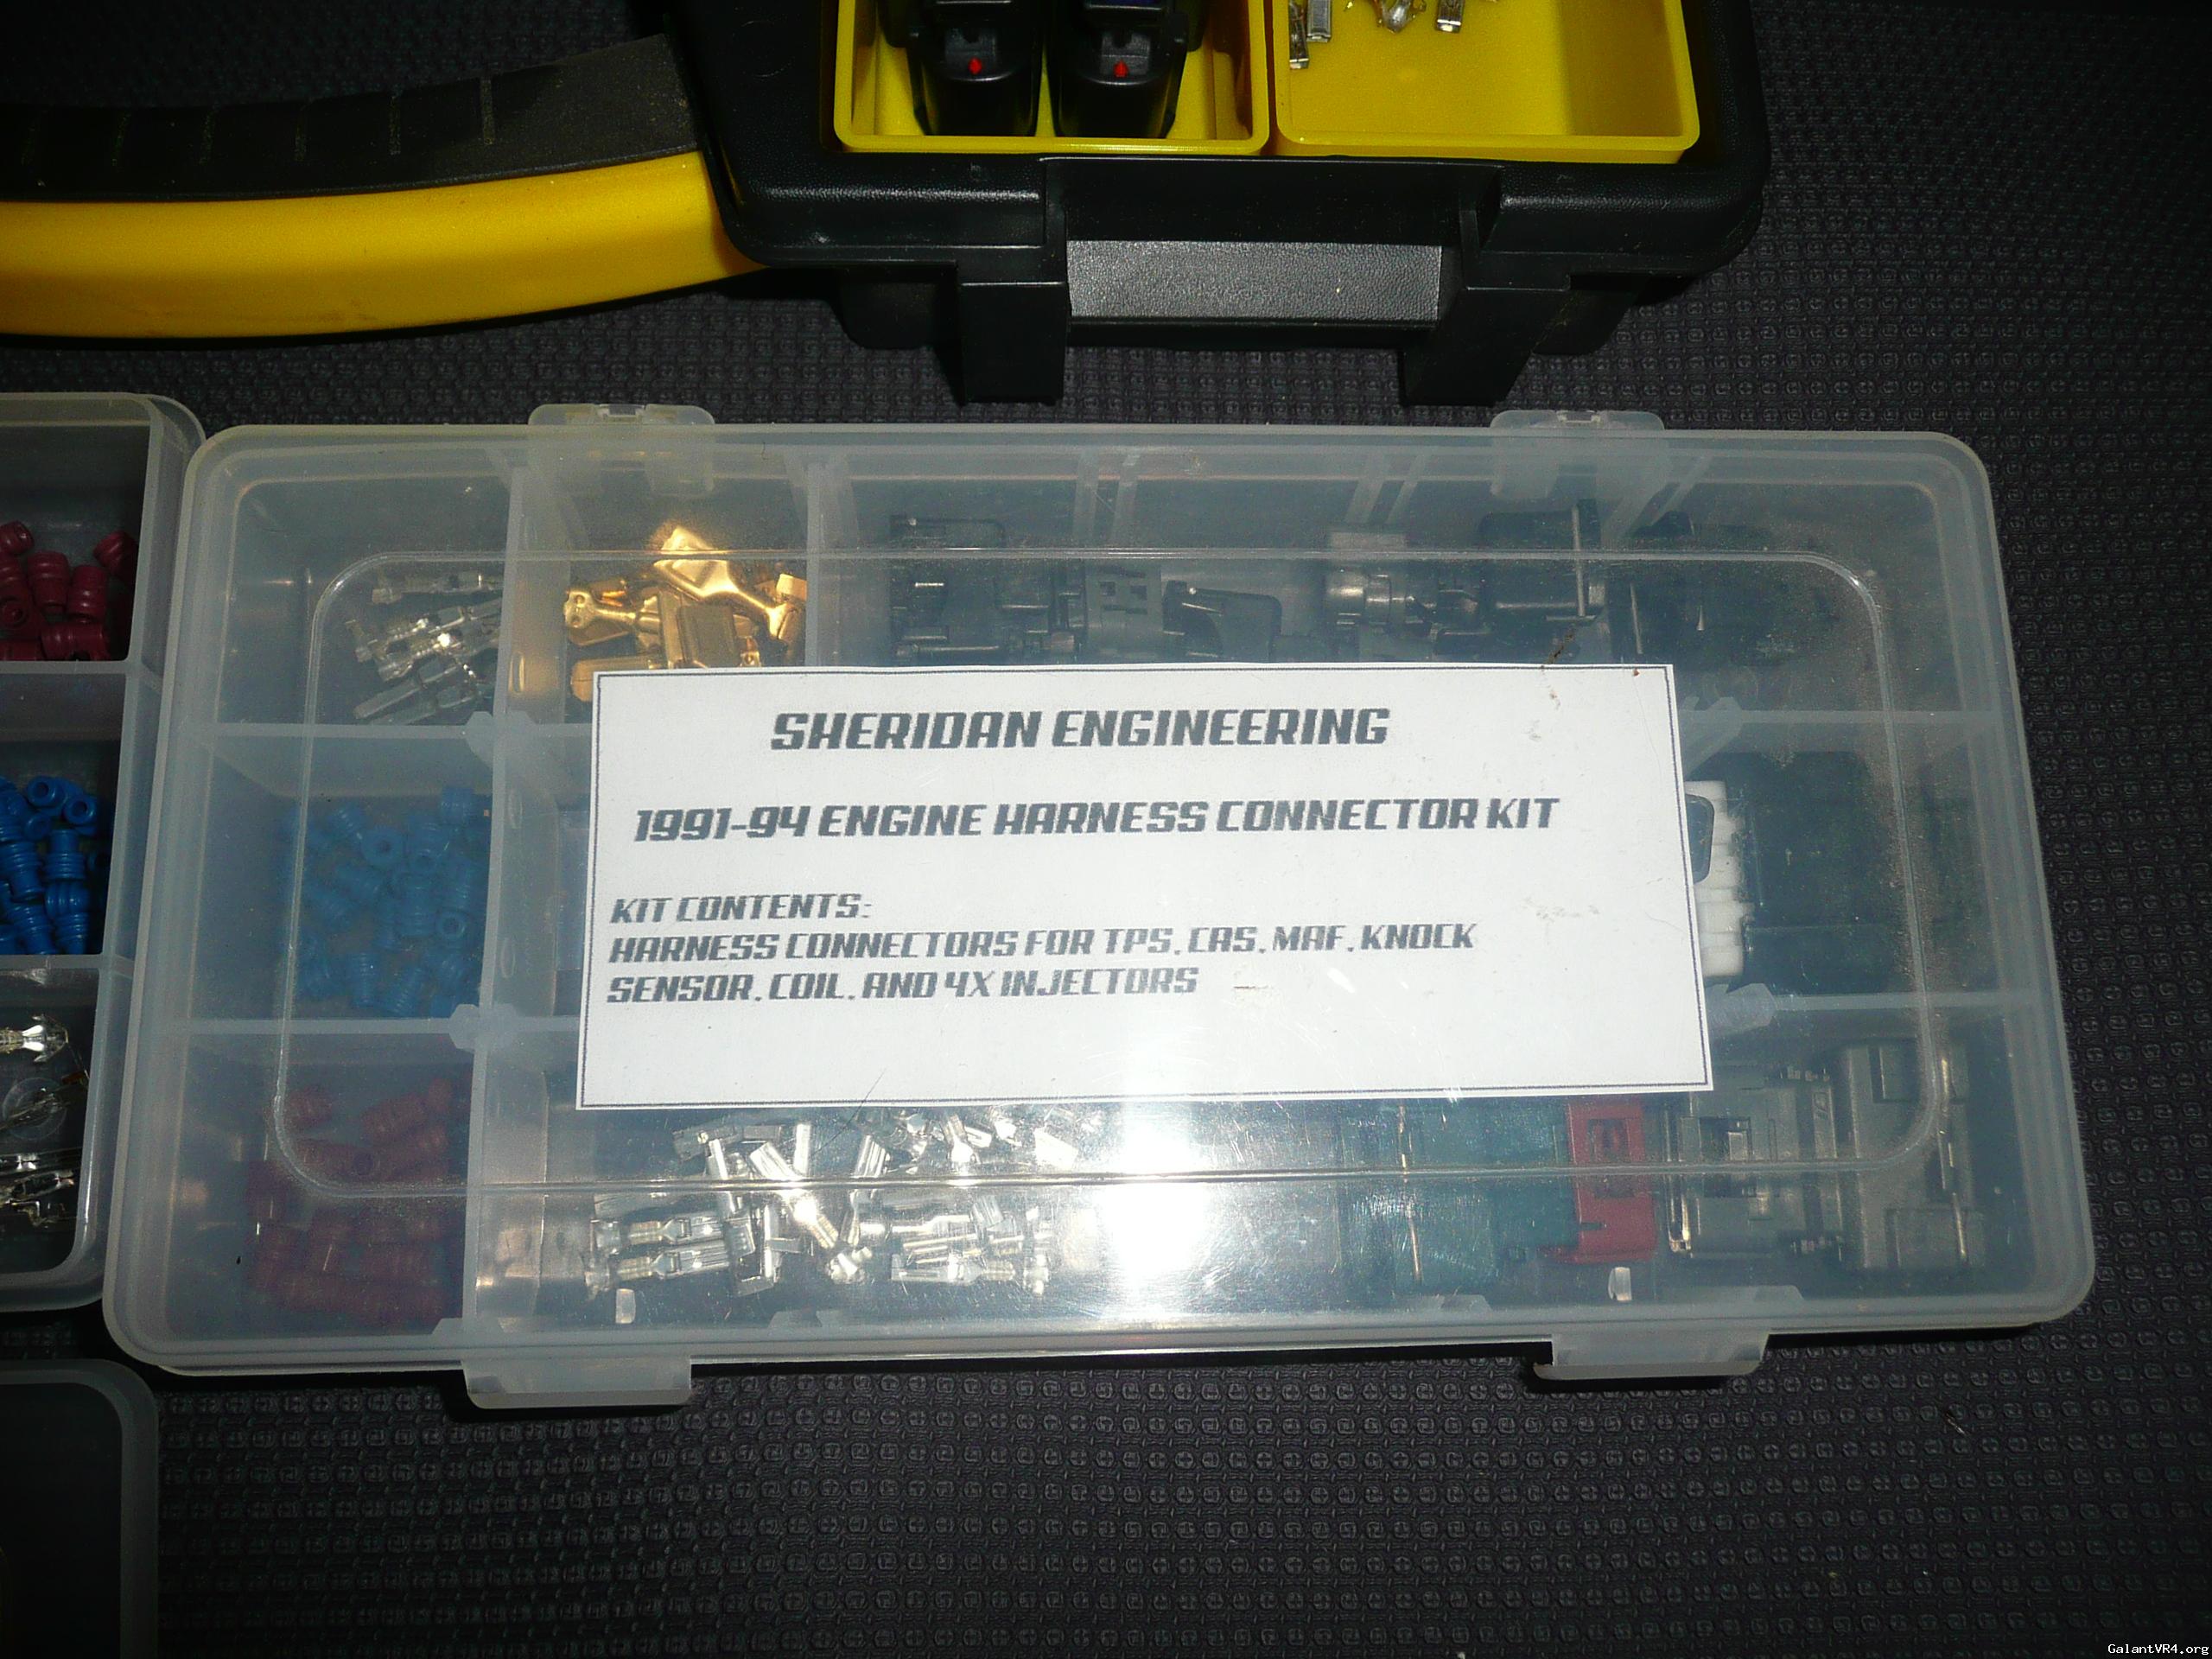 SHERIDAN ENGINEERING
1991-94 ENGINE HARNESS CONNECTOR KIT
KIT CONTENTS:
HARNESS CONNECTORS FOR TPS, CAS, MAF, KNOCK
SENSOR, COIL, AND 4X INJECTORS
GalantVR4.org